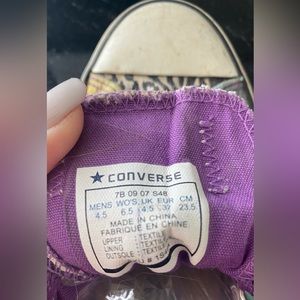 CONVERSE
7B 09 07 S48
MENS WO'S UK EUR CM
4.5 6.5 4.5 37 23.5
MADE IN CHINA
FABRIQUÉ EN CHINE
UPPER : TEXTILE
LINING : TEXTILE
OUTSOLE : TEXTILE